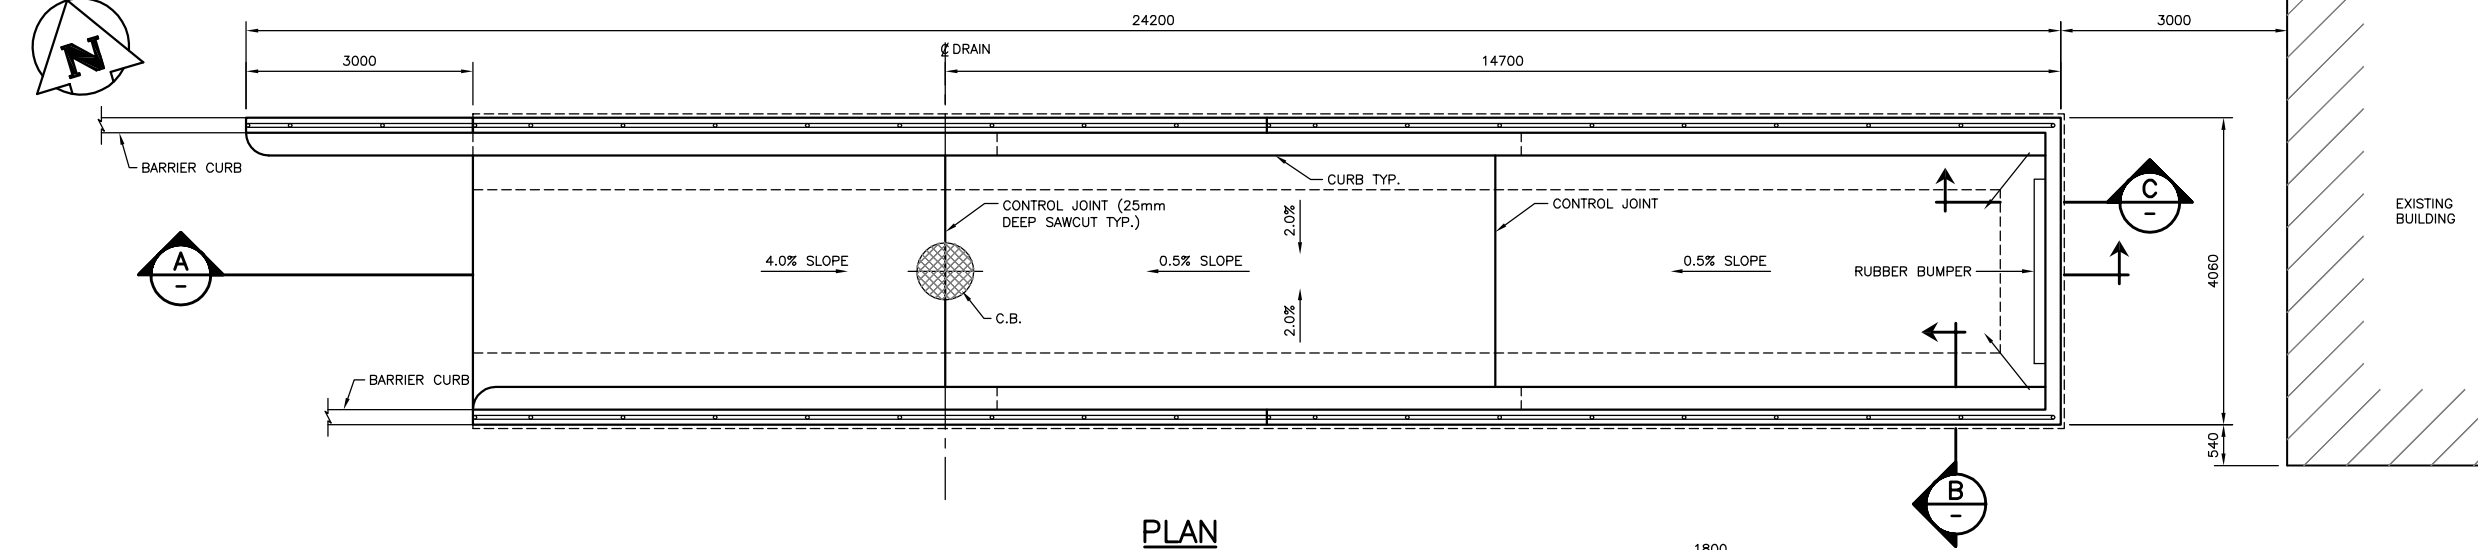 24200
3000
N
℄ DRAIN
3000
14700
BARRIER CURB
CURB TYP.
CONTROL JOINT (25mm
DEEP SAWCUT TYP.)
2.0%
CONTROL JOINT
C
–
EXISTING
BUILDING
A
–
4.0% SLOPE
0.5% SLOPE
0.5% SLOPE
RUBBER BUMPER
4060
C.B.
2.0%
BARRIER CURB
540
B
–
PLAN
1800